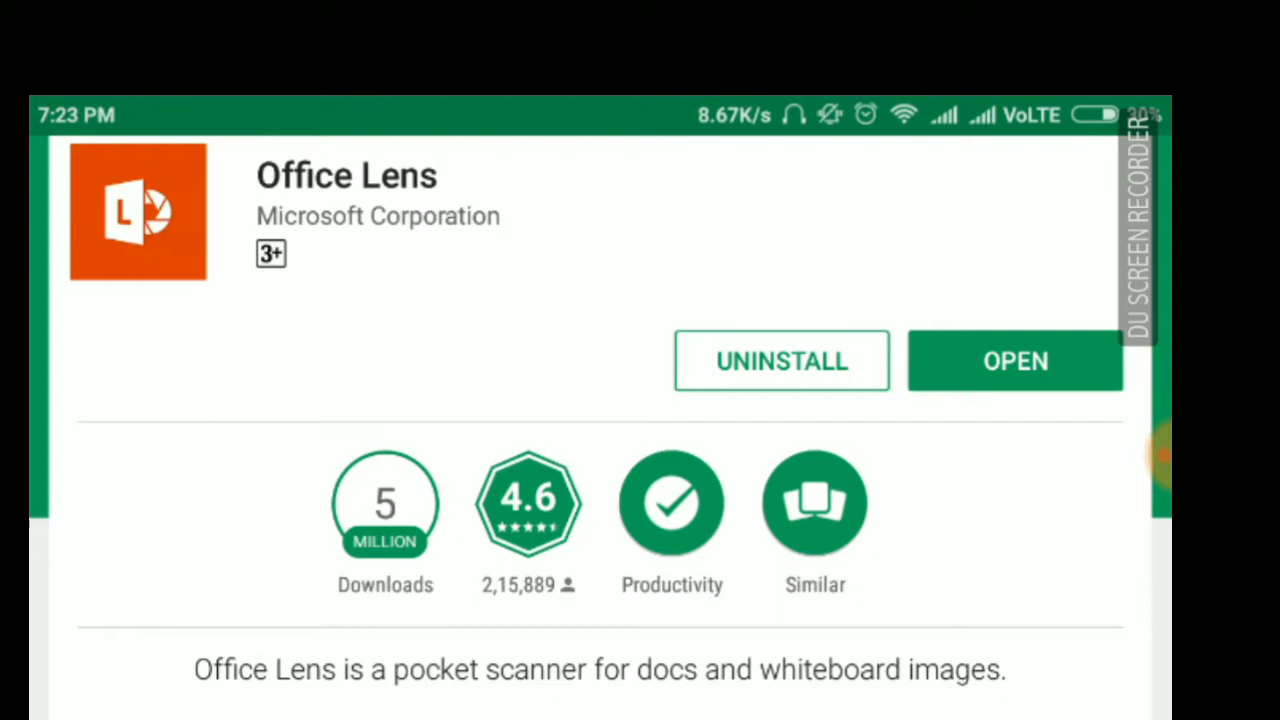 7:23 PM 8.67K/s VoLTE 30%
DU SCREEN RECORDER
L
Office Lens
Microsoft Corporation
3+
UNINSTALL OPEN
5 MILLION
4.6
Downloads 2,15,889 Productivity Similar
Office Lens is a pocket scanner for docs and whiteboard images.